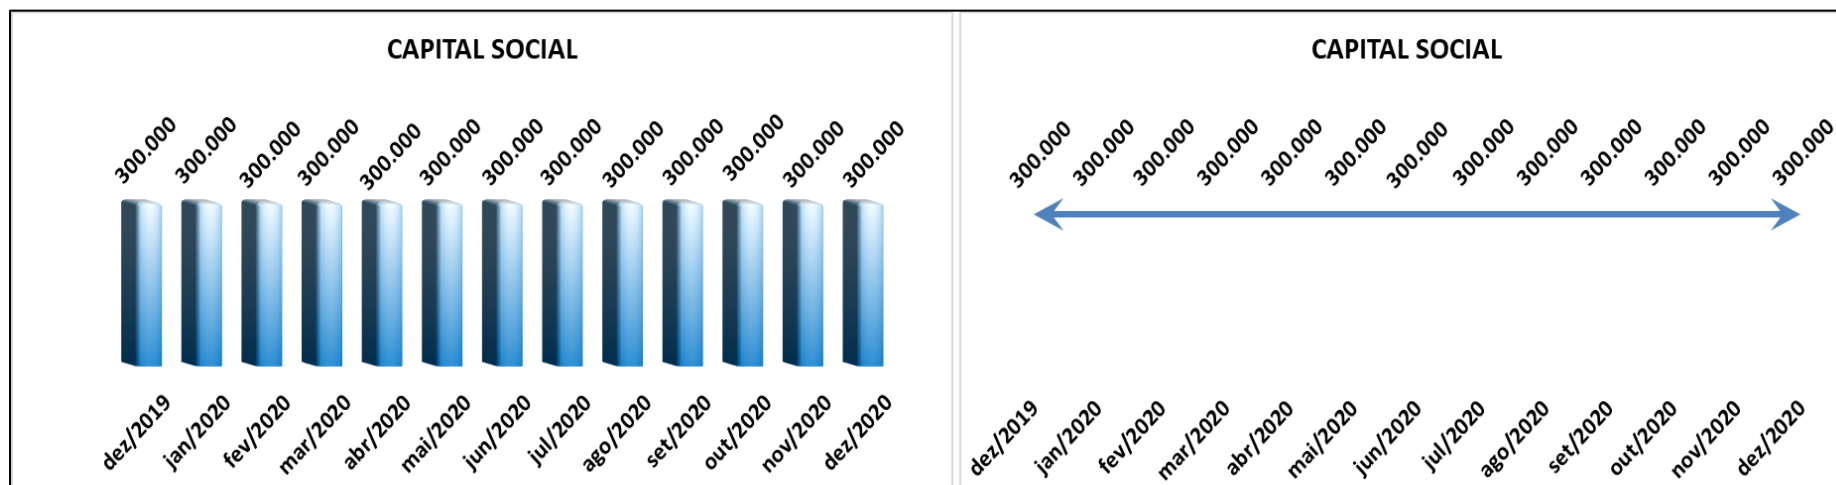 CAPITAL SOCIAL
300.000 300.000 300.000 300.000 300.000 300.000 300.000 300.000 300.000 300.000 300.000 300.000 300.000
dez/2019 jan/2020 fev/2020 mar/2020 abr/2020 mai/2020 jun/2020 jul/2020 ago/2020 set/2020 out/2020 nov/2020 dez/2020
CAPITAL SOCIAL
300.000 300.000 300.000 300.000 300.000 300.000 300.000 300.000 300.000 300.000 300.000 300.000 300.000
dez/2019 jan/2020 fev/2020 mar/2020 abr/2020 mai/2020 jun/2020 jul/2020 ago/2020 set/2020 out/2020 nov/2020 dez/2020